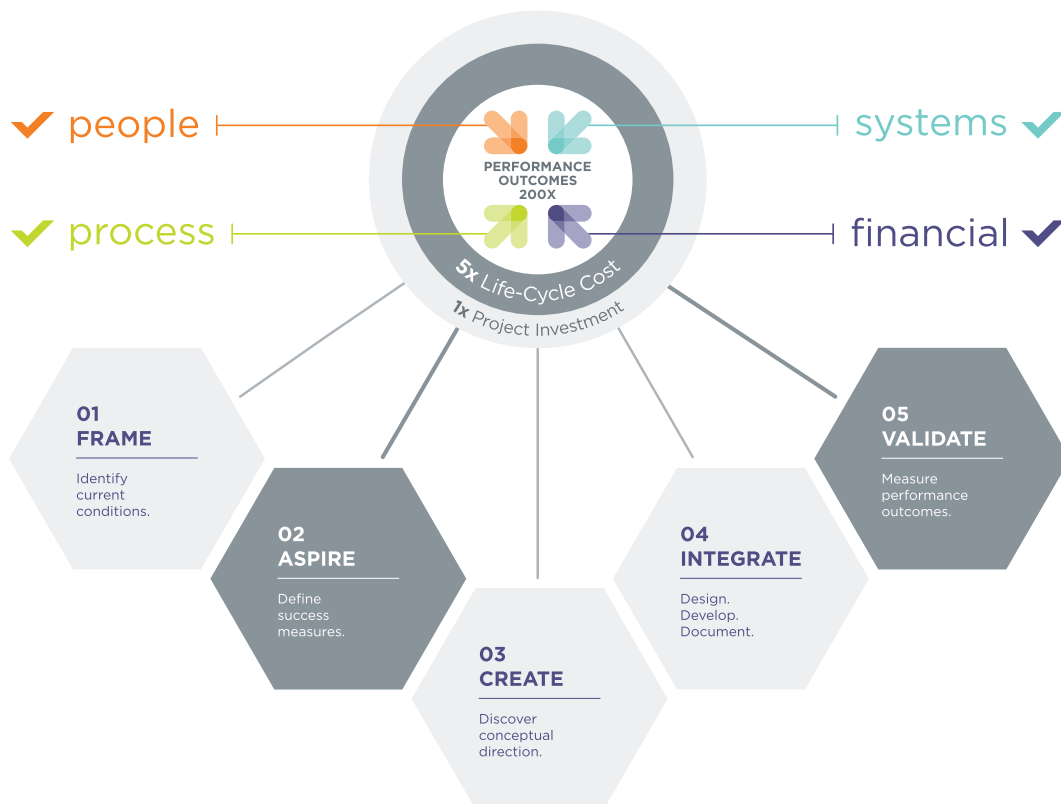 people
systems
PERFORMANCE
OUTCOMES
200X
process
financial
5x Life-Cycle Cost
1x Project Investment
01
FRAME
Identify
current
conditions.
02
ASPIRE
Define
success
measures.
03
CREATE
Discover
conceptual
direction.
04
INTEGRATE
Design.
Develop.
Document.
05
VALIDATE
Measure
performance
outcomes.